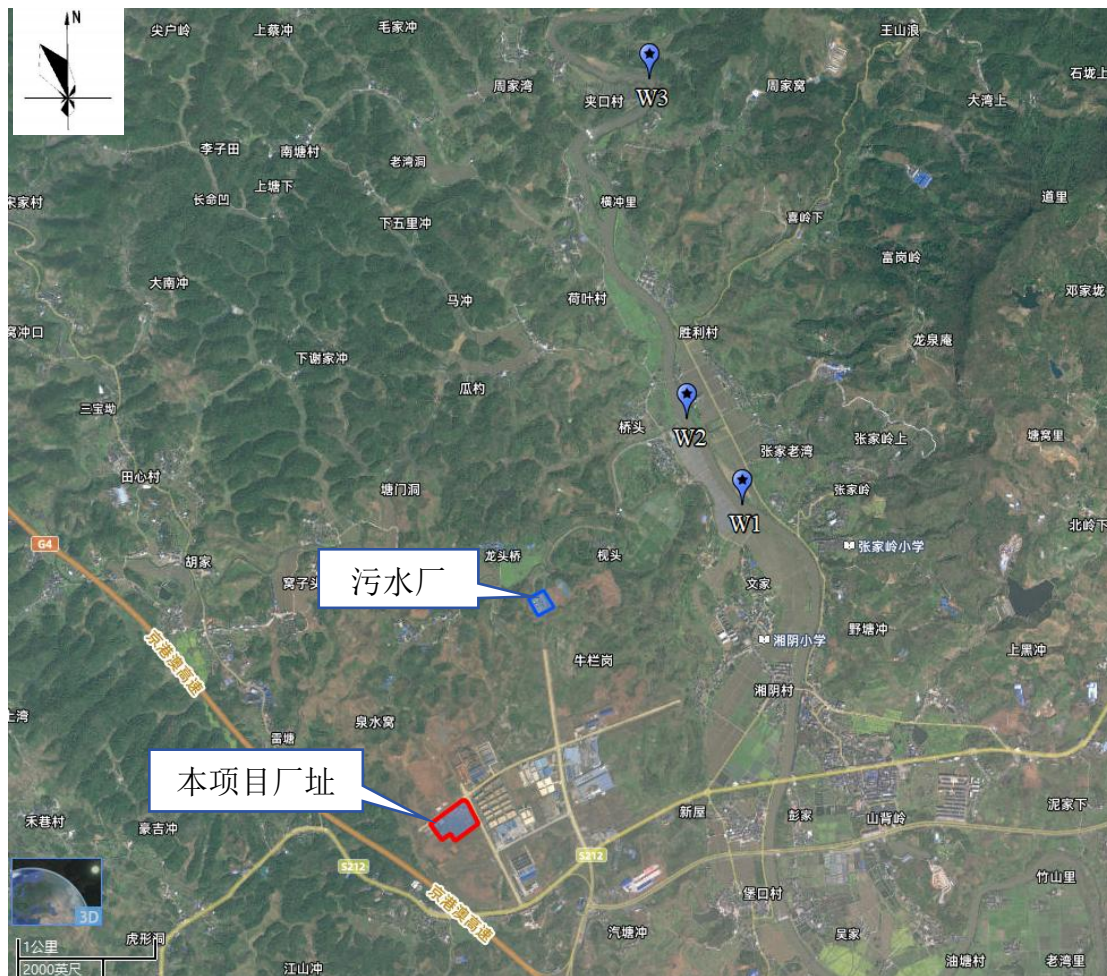 N
尖户岭
上蔡冲
毛家冲
王山浪
石垅上
周家湾
夹口村
W3
周家窝
大湾上
李子田
南塘村
老湾洞
上塘下
长命凹
宋家村
横冲里
道里
下五里冲
喜岭下
富岗岭
大南冲
马冲
荷叶村
邓家垅
窝冲口
胜利村
龙泉庵
下谢家冲
瓜杓
三宝坳
桥头
W2
张家老湾
张家岭上
塘窝里
田心村
塘门洞
W1
张家岭
北岭下
G4
胡家
龙头桥
枧头
张家岭小学
窝子头
污水厂
文家
湘阴小学
野塘冲
上黑冲
京港澳高速
牛栏岗
湘阴村
上湾
泉水窝
雷塘
本项目厂址
禾巷村
豪吉冲
新屋
彭家
山背岭
泥家下
S212
S212
竹山里
3D
京港澳高速
堡口村
虎形洞
汽塘冲
吴家
1公里
2000英尺
江山冲
油塘村
老湾里